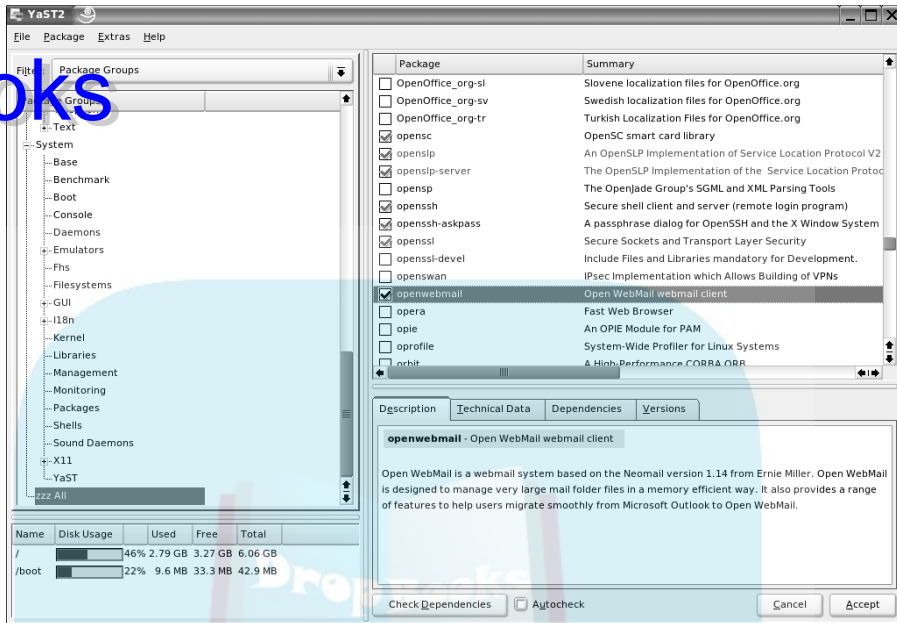 YaST2
File Package Extras Help
Filter: Package Groups
oks
Package Groups
Text
System
Base
Benchmark
Boot
Console
Daemons
Emulators
Fhs
Filesystems
GUI
I18n
Kernel
Libraries
Management
Monitoring
Packages
Shells
Sound Daemons
X11
YaST
zzz All
Name Disk Usage Used Free Total
/ 46% 2.79 GB 3.27 GB 6.06 GB
/boot 22% 9.6 MB 33.3 MB 42.9 MB
Package Summary
OpenOffice_org-sl Slovene localization files for OpenOffice.org
OpenOffice_org-sv Swedish localization files for OpenOffice.org
OpenOffice_org-tr Turkish Localization Files for OpenOffice.org
opensc OpenSC smart card library
openslp An OpenSLP Implementation of Service Location Protocol V2
openslp-server The OpenSLP Implementation of the Service Location Protoc
opensp The OpenJade Group's SGML and XML Parsing Tools
openssh Secure shell client and server (remote login program)
openssh-askpass A passphrase dialog for OpenSSH and the X Window System
openssl Secure Sockets and Transport Layer Security
openssl-devel Include Files and Libraries mandatory for Development.
openswan IPsec Implementation which Allows Building of VPNs
openwebmail Open WebMail webmail client
opera Fast Web Browser
opie An OPIE Module for PAM
oprofile System-Wide Profiler for Linux Systems
orbit A High-Performance CORBA ORB
Description Technical Data Dependencies Versions
openwebmail - Open WebMail webmail client
Open WebMail is a webmail system based on the Neomail version 1.14 from Ernie Miller. Open WebMail
is designed to manage very large mail folder files in a memory efficient way. It also provides a range
of features to help users migrate smoothly from Microsoft Outlook to Open WebMail.
DropBooks
Check Dependencies Autocheck Cancel Accept